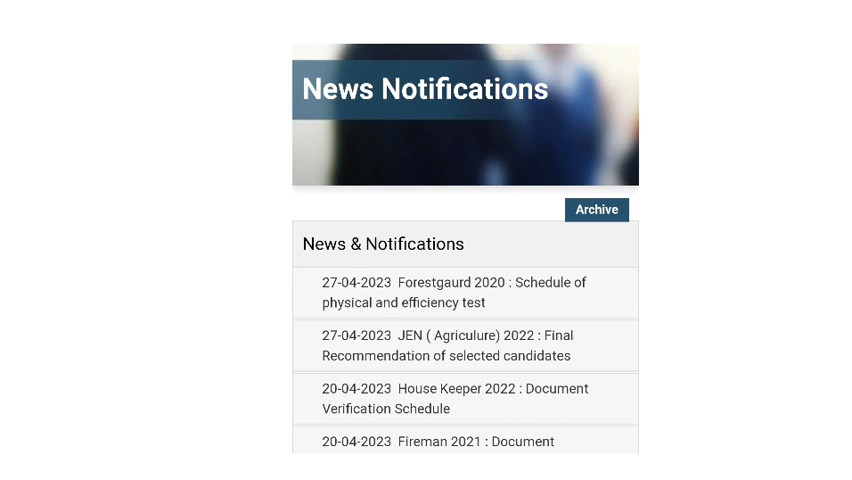 News Notifications
Archive
News & Notifications
27-04-2023 Forestgaurd 2020 : Schedule of
physical and efficiency test
27-04-2023 JEN ( Agriculure) 2022 : Final
Recommendation of selected candidates
20-04-2023 House Keeper 2022 : Document
Verification Schedule
20-04-2023 Fireman 2021 : Document